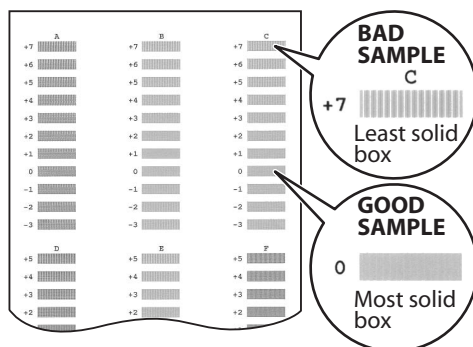 A B C
+7 +7 +7
+6 +6 +6
+5 +5 +5
+4 +4 +4
+3 +3 +3
+2 +2 +2
+1 +1 +1
0 0 0
-1 -1 -1
-2 -2 -2
-3 -3 -3
D E F
+5 +5 +5
+4 +4 +4
+3 +3 +3
+2 +2 +2
BAD
SAMPLE
C
+7
Least solid
box
GOOD
SAMPLE
0
Most solid
box